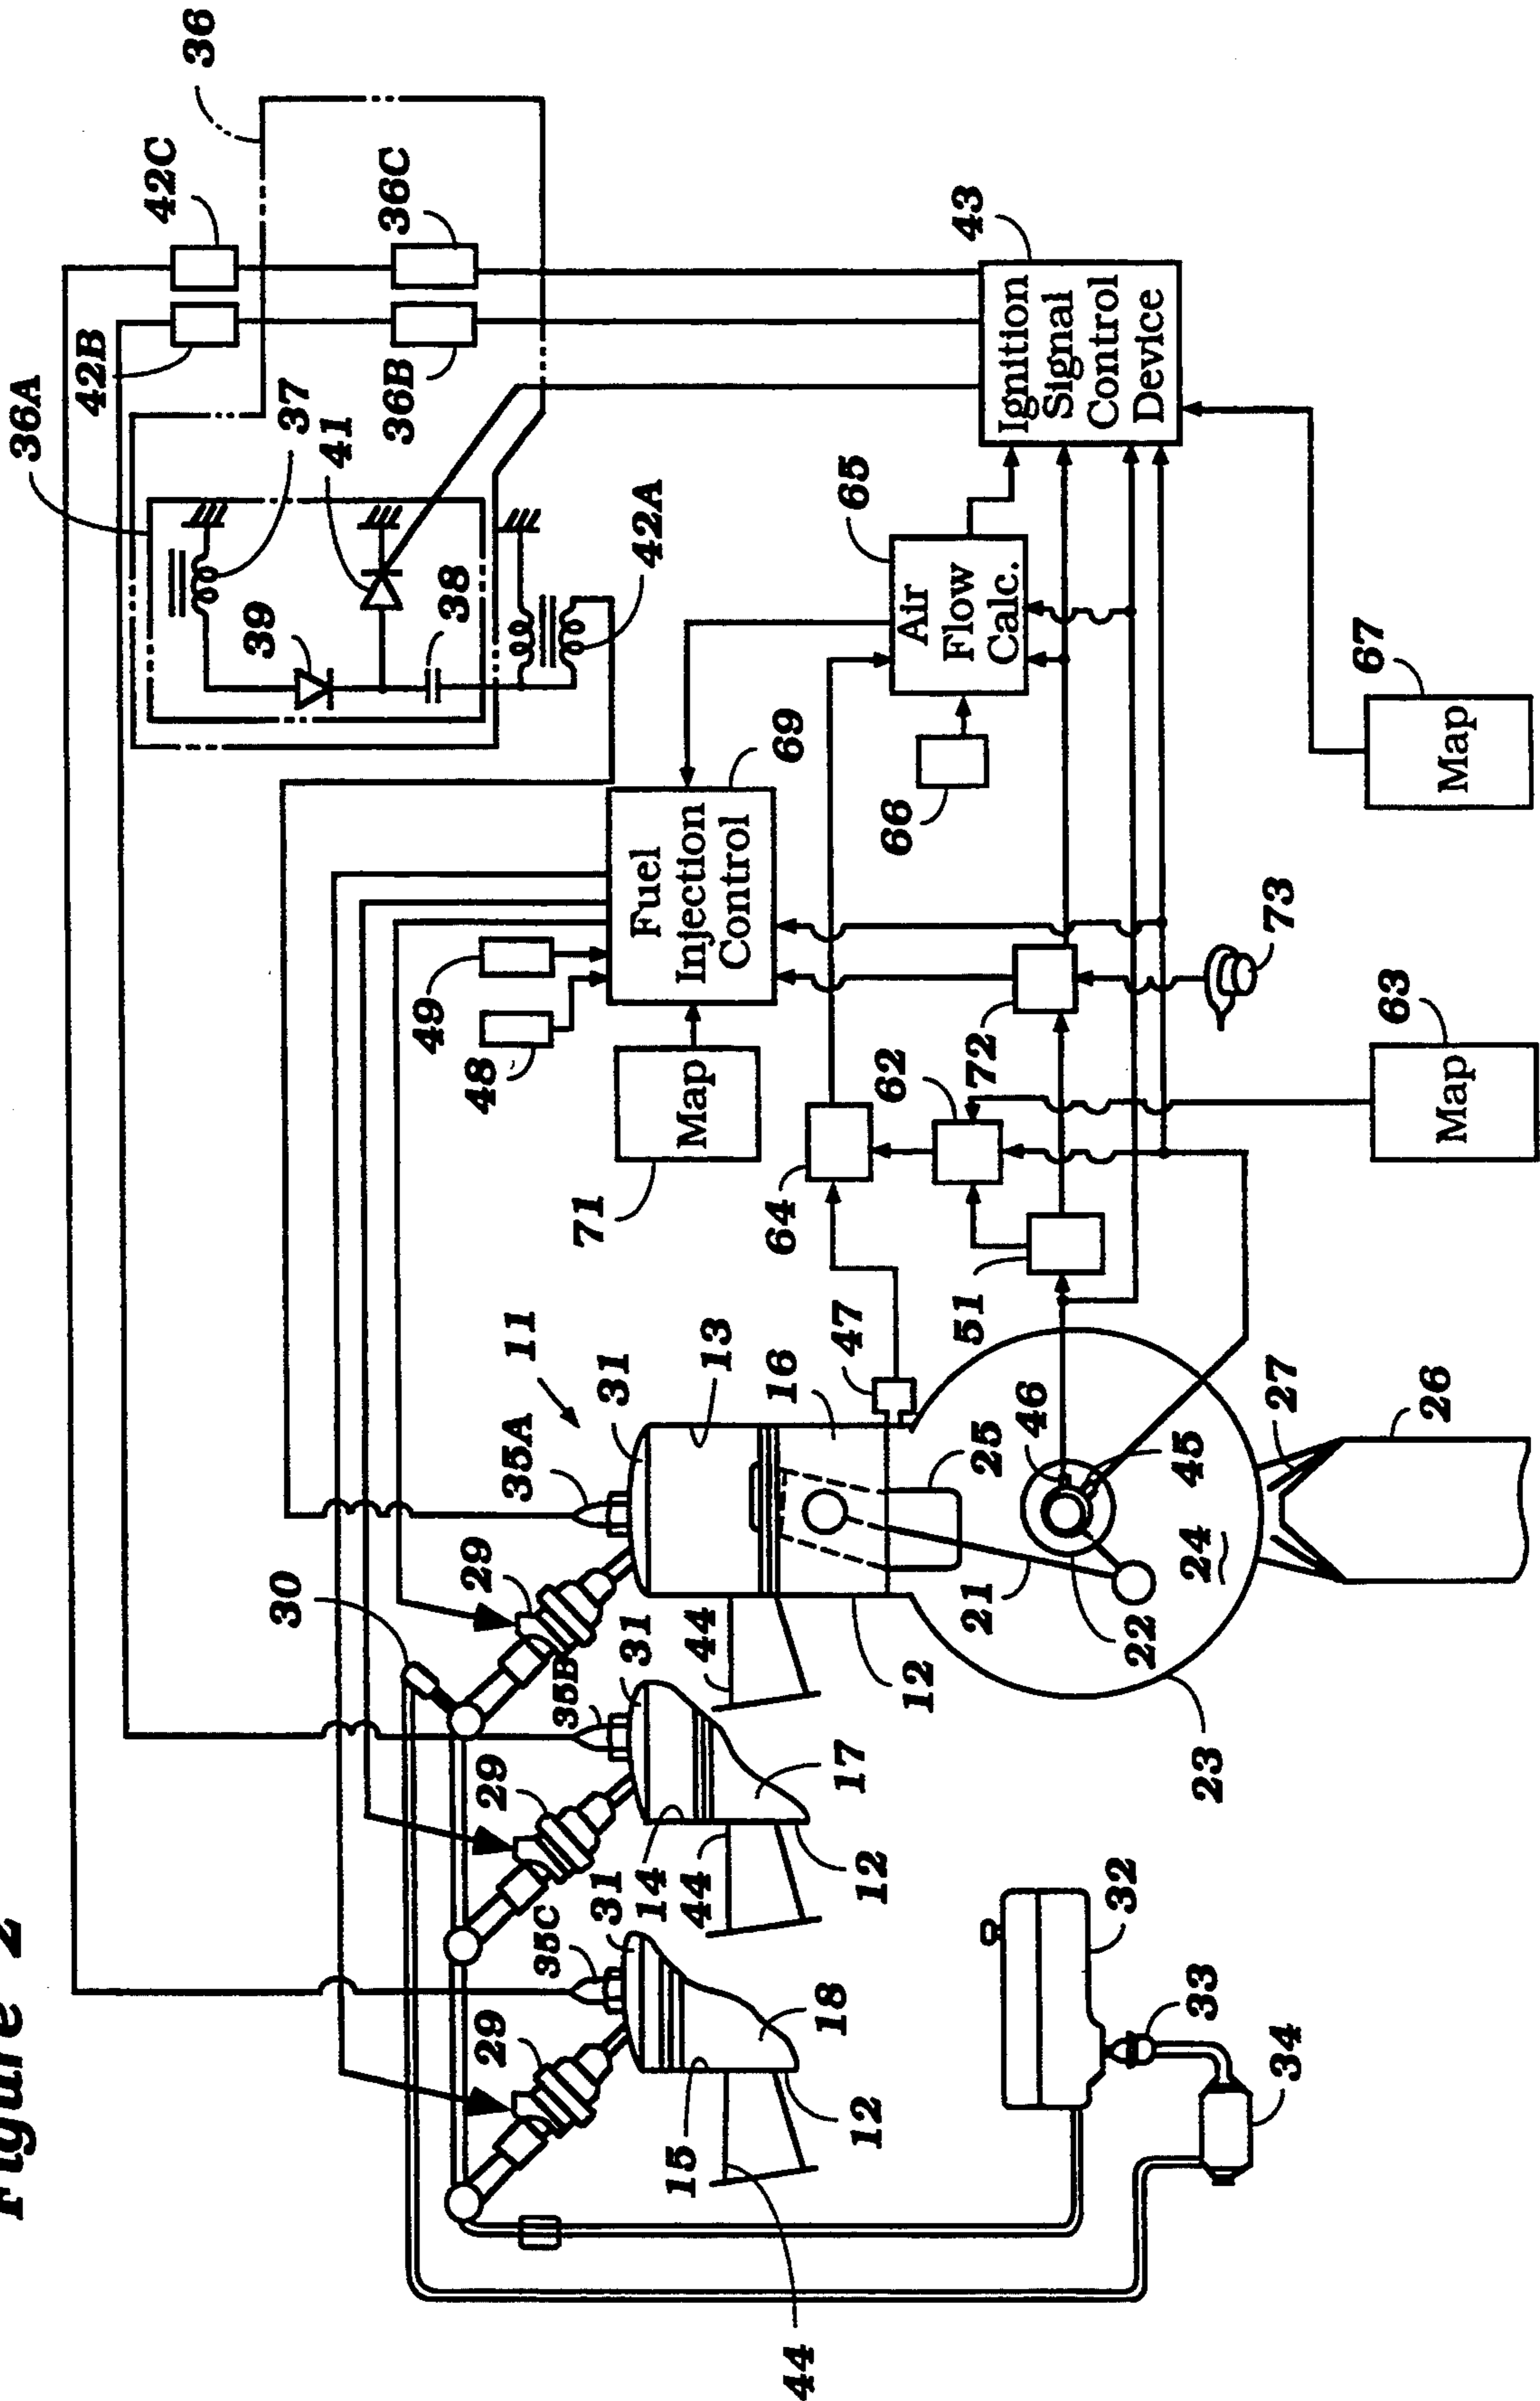 Figure 2
36A
42B
42C
36
39
30
37
41
36B
36C
49
38
48
29
29
29
35A
11
35C
35B
71
31
31
31
42A
Fuel
Injection
Control
Map
14
15
44
44
13
69
44
64
16
18
17
47
65
12
12
12
62
66
Air
Flow
Calc.
51
72
25
21
43
46
Ignition
Signal
Control
Device
32
22
45
24
33
23
34
27
73
67
63
26
Map
Map